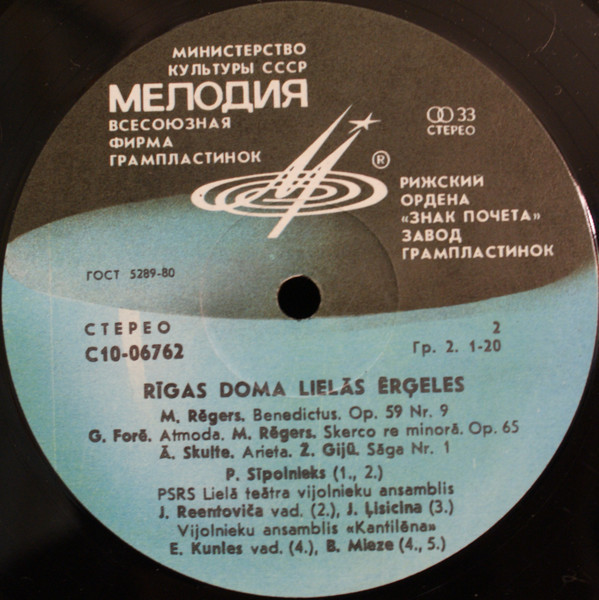 МИНИСТЕРСТВО
КУЛЬТУРЫ СССР
МЕЛОДИЯ
ВСЕСОЮЗНАЯ
ФИРМА
ГРАМПЛАСТИНОК
33
СТЕРЕО
®
РИЖСКИЙ
ОРДЕНА
«ЗНАК ПОЧЕТА»
ЗАВОД
ГРАМПЛАСТИНОК
ГОСТ 5289-80
СТЕРЕО
С10-06762
2
Гр. 2. 1-20
RĪGAS DOMA LIELĀS ĒRĢELES
M. Rēgers. Benedictus. Op. 59 Nr. 9
G. Forē. Atmoda. M. Rēgers. Skerco re minorā. Op. 65
Ā. Skulte. Arieta. Ž. Gijū. Sāga Nr. 1
P. Sīpolnieks (1., 2.)
PSRS Lielā teātra vijolnieku ansamblis
J. Reentoviča vad. (2.), J. Ļisicina (3.)
Vijolnieku ansamblis «Kantilēna»
E. Kunles vad. (4.), B. Mieze (4., 5.)